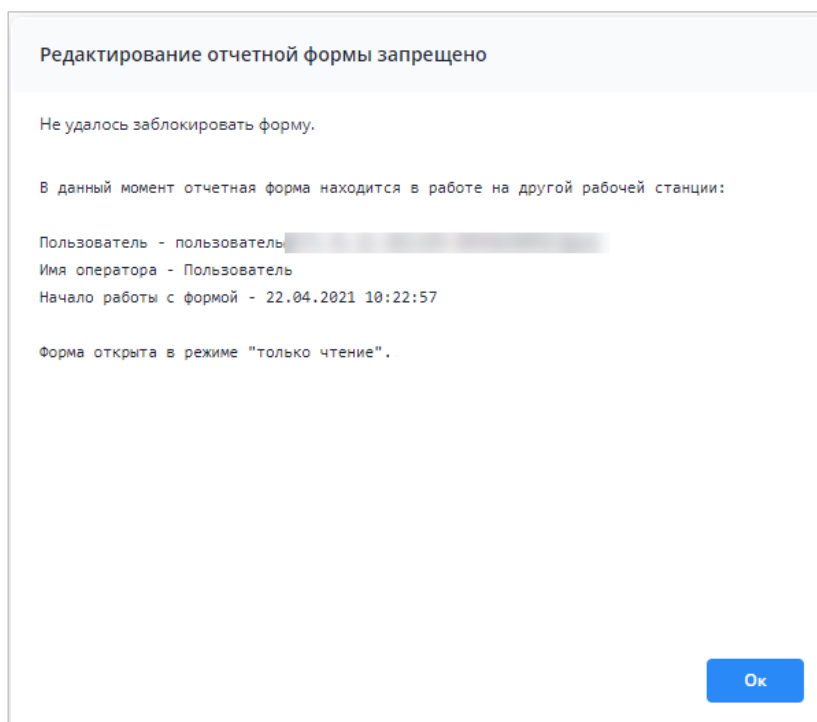 Редактирование отчетной формы запрещено
Не удалось заблокировать форму.
В данный момент отчетная форма находится в работе на другой рабочей станции:
Пользователь - пользователь
Имя оператора - Пользователь
Начало работы с формой - 22.04.2021 10:22:57
Форма открыта в режиме "только чтение".
Ок